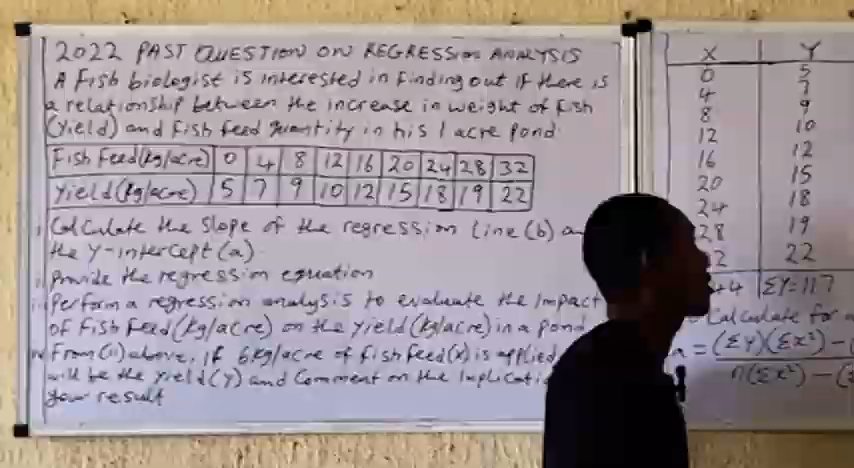 2022 PAST QUESTION ON REGRESSION ANALYSIS
A Fish biologist is interested in finding out if there is
a relationship between the increase in weight of fish
(Yield) and fish feed quantity in his 1 acre pond.
Fish Feed (kg/acre) 0 4 8 12 16 20 24 28 32
Yield (kg/acre) 5 7 9 10 12 15 18 19 22
i Calculate the slope of the regression line (b) an
the Y-intercept (a)
ii Provide the regression equation
iii Perform a regression analysis to evaluate the impact
of fish feed (kg/acre) on the yield (kg/acre) in a pond
iv From (ii) above, if 6kg/acre of fish feed (x) is applied,
will be the yield (Y) and comment on the implicati
your result
X Y
0 5
4 7
8 9
12 10
16 12
20 15
24 18
28 19
2 22
44 ΣY=117
Calculate for
a = (ΣY)(Σx²) - (
n(Σx²) - (